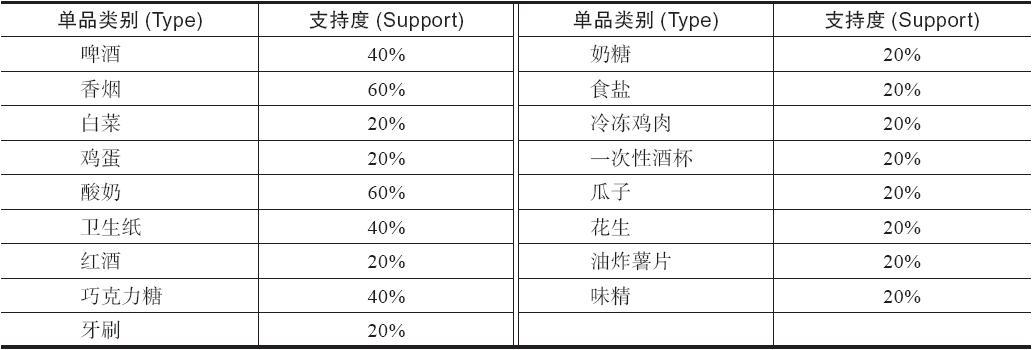 单品类别 (Type) 支持度 (Support) 单品类别 (Type) 支持度 (Support)
啤酒 40% 奶糖 20%
香烟 60% 食盐 20%
白菜 20% 冷冻鸡肉 20%
鸡蛋 20% 一次性酒杯 20%
酸奶 60% 瓜子 20%
卫生纸 40% 花生 20%
红酒 20% 油炸薯片 20%
巧克力糖 40% 味精 20%
牙刷 20%